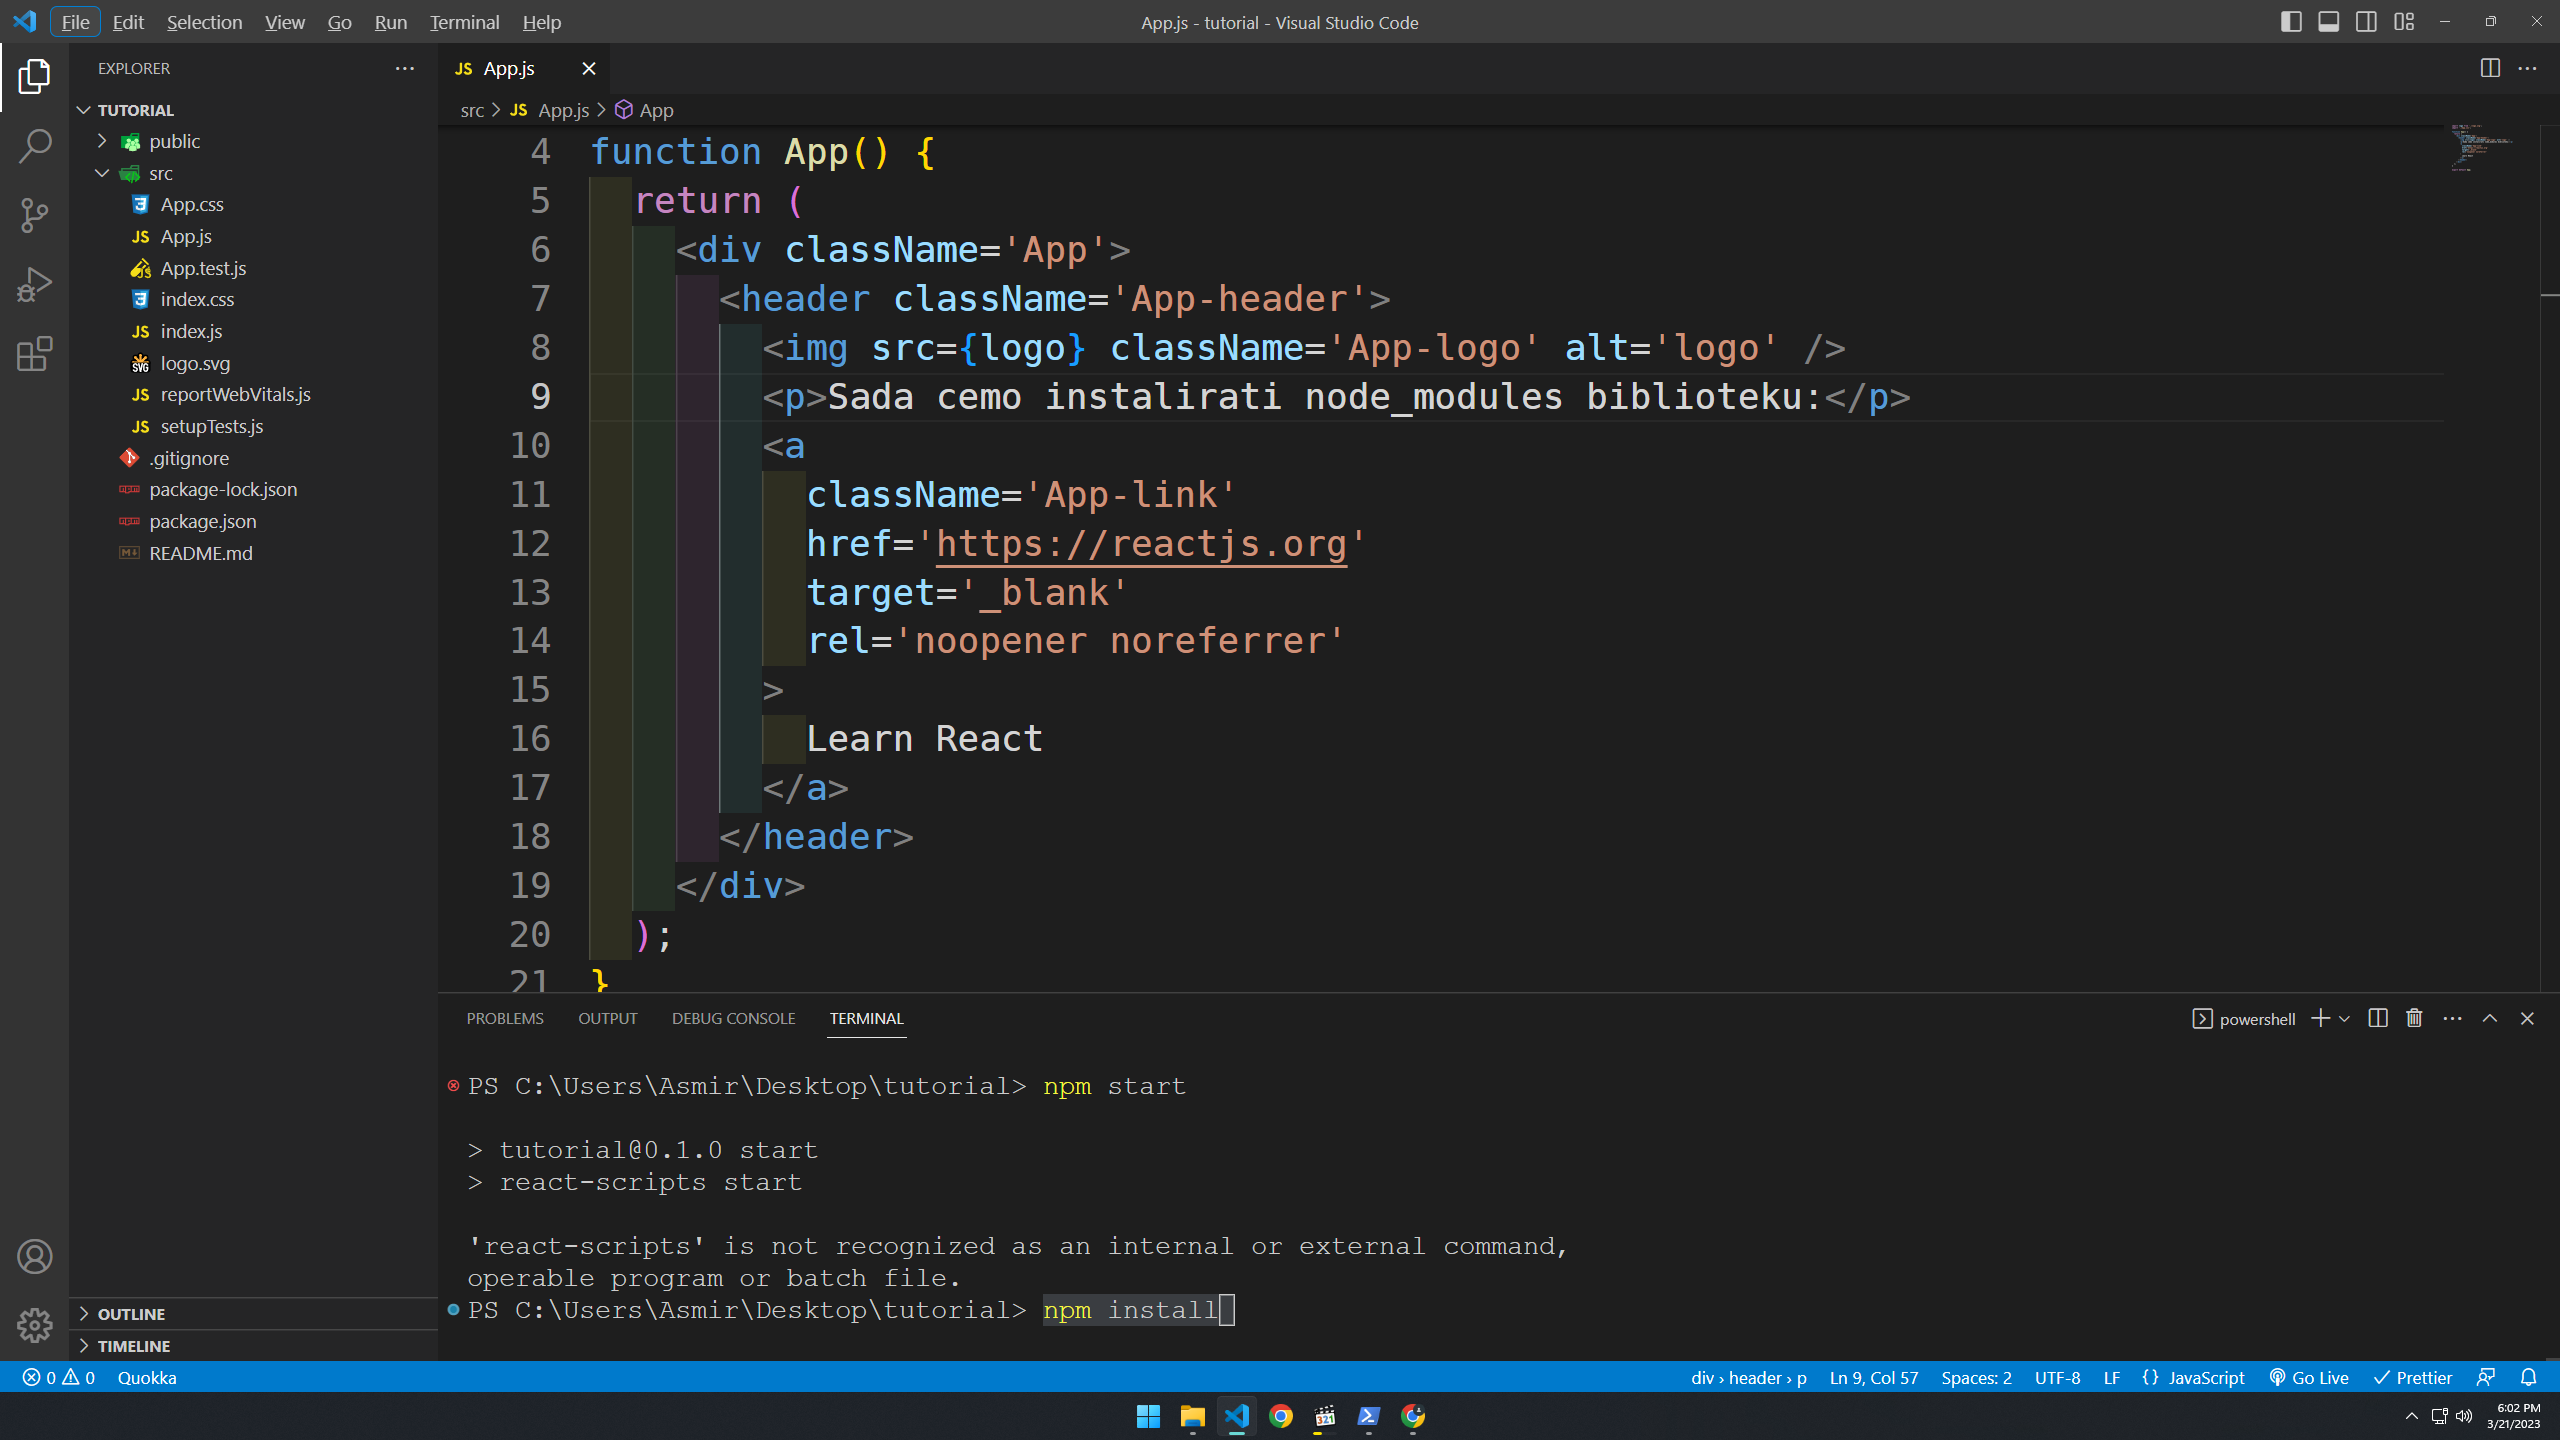 File Edit Selection View Go Run Terminal Help
App.js - tutorial - Visual Studio Code
EXPLORER
TUTORIAL
public
src
App.css
JS App.js
App.test.js
index.css
JS index.js
SVG logo.svg
JS reportWebVitals.js
JS setupTests.js
.gitignore
package-lock.json
package.json
README.md
OUTLINE
TIMELINE
JS App.js
src > JS App.js > App
4 function App() {
5 return (
6 <div className='App'>
7 <header className='App-header'>
8 <img src={logo} className='App-logo' alt='logo' />
9 <p>Sada cemo instalirati node_modules biblioteku:</p>
10 <a
11 className='App-link'
12 href='https://reactjs.org'
13 target='_blank'
14 rel='noopener noreferrer'
15 >
16 Learn React
17 </a>
18 </header>
19 </div>
20 );
21 }
PROBLEMS OUTPUT DEBUG CONSOLE TERMINAL
powershell
PS C:\Users\Asmir\Desktop\tutorial> npm start
> tutorial@0.1.0 start
> react-scripts start
'react-scripts' is not recognized as an internal or external command,
operable program or batch file.
PS C:\Users\Asmir\Desktop\tutorial> npm install
0 0 Quokka
div › header › p Ln 9, Col 57 Spaces: 2 UTF-8 LF {} JavaScript Go Live Prettier
321
6:02 PM
3/21/2023